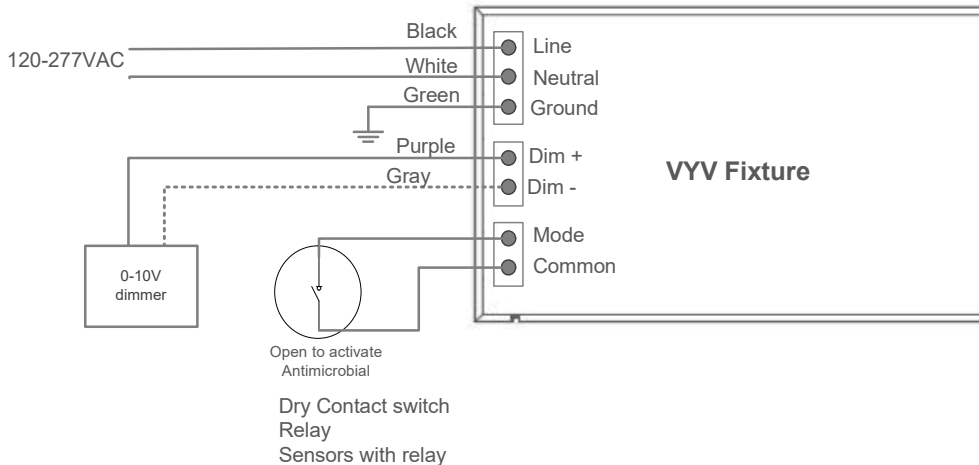 Black
Line
120-277VAC
White
Neutral
Green
Ground
Purple
Dim +
Gray
Dim -
VYV Fixture
Mode
Common
0-10V
dimmer
Open to activate
Antimicrobial
Dry Contact switch
Relay
Sensors with relay